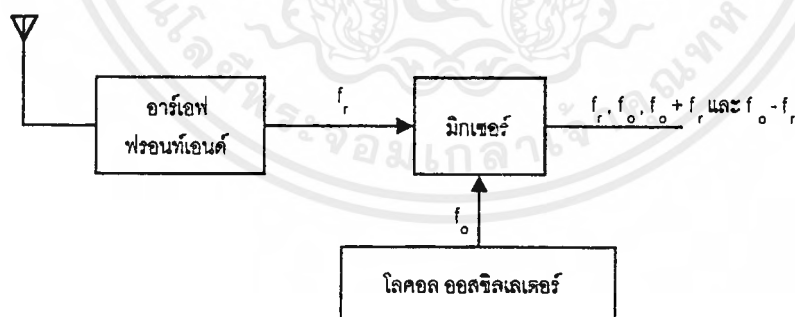 อาร์เอฟ
ฟรอนท์เอนด์
f_r
มิกเซอร์
f_r, f_o, f_o + f_r และ f_o - f_r
f_o
โลคอล ออสซิลเลเตอร์